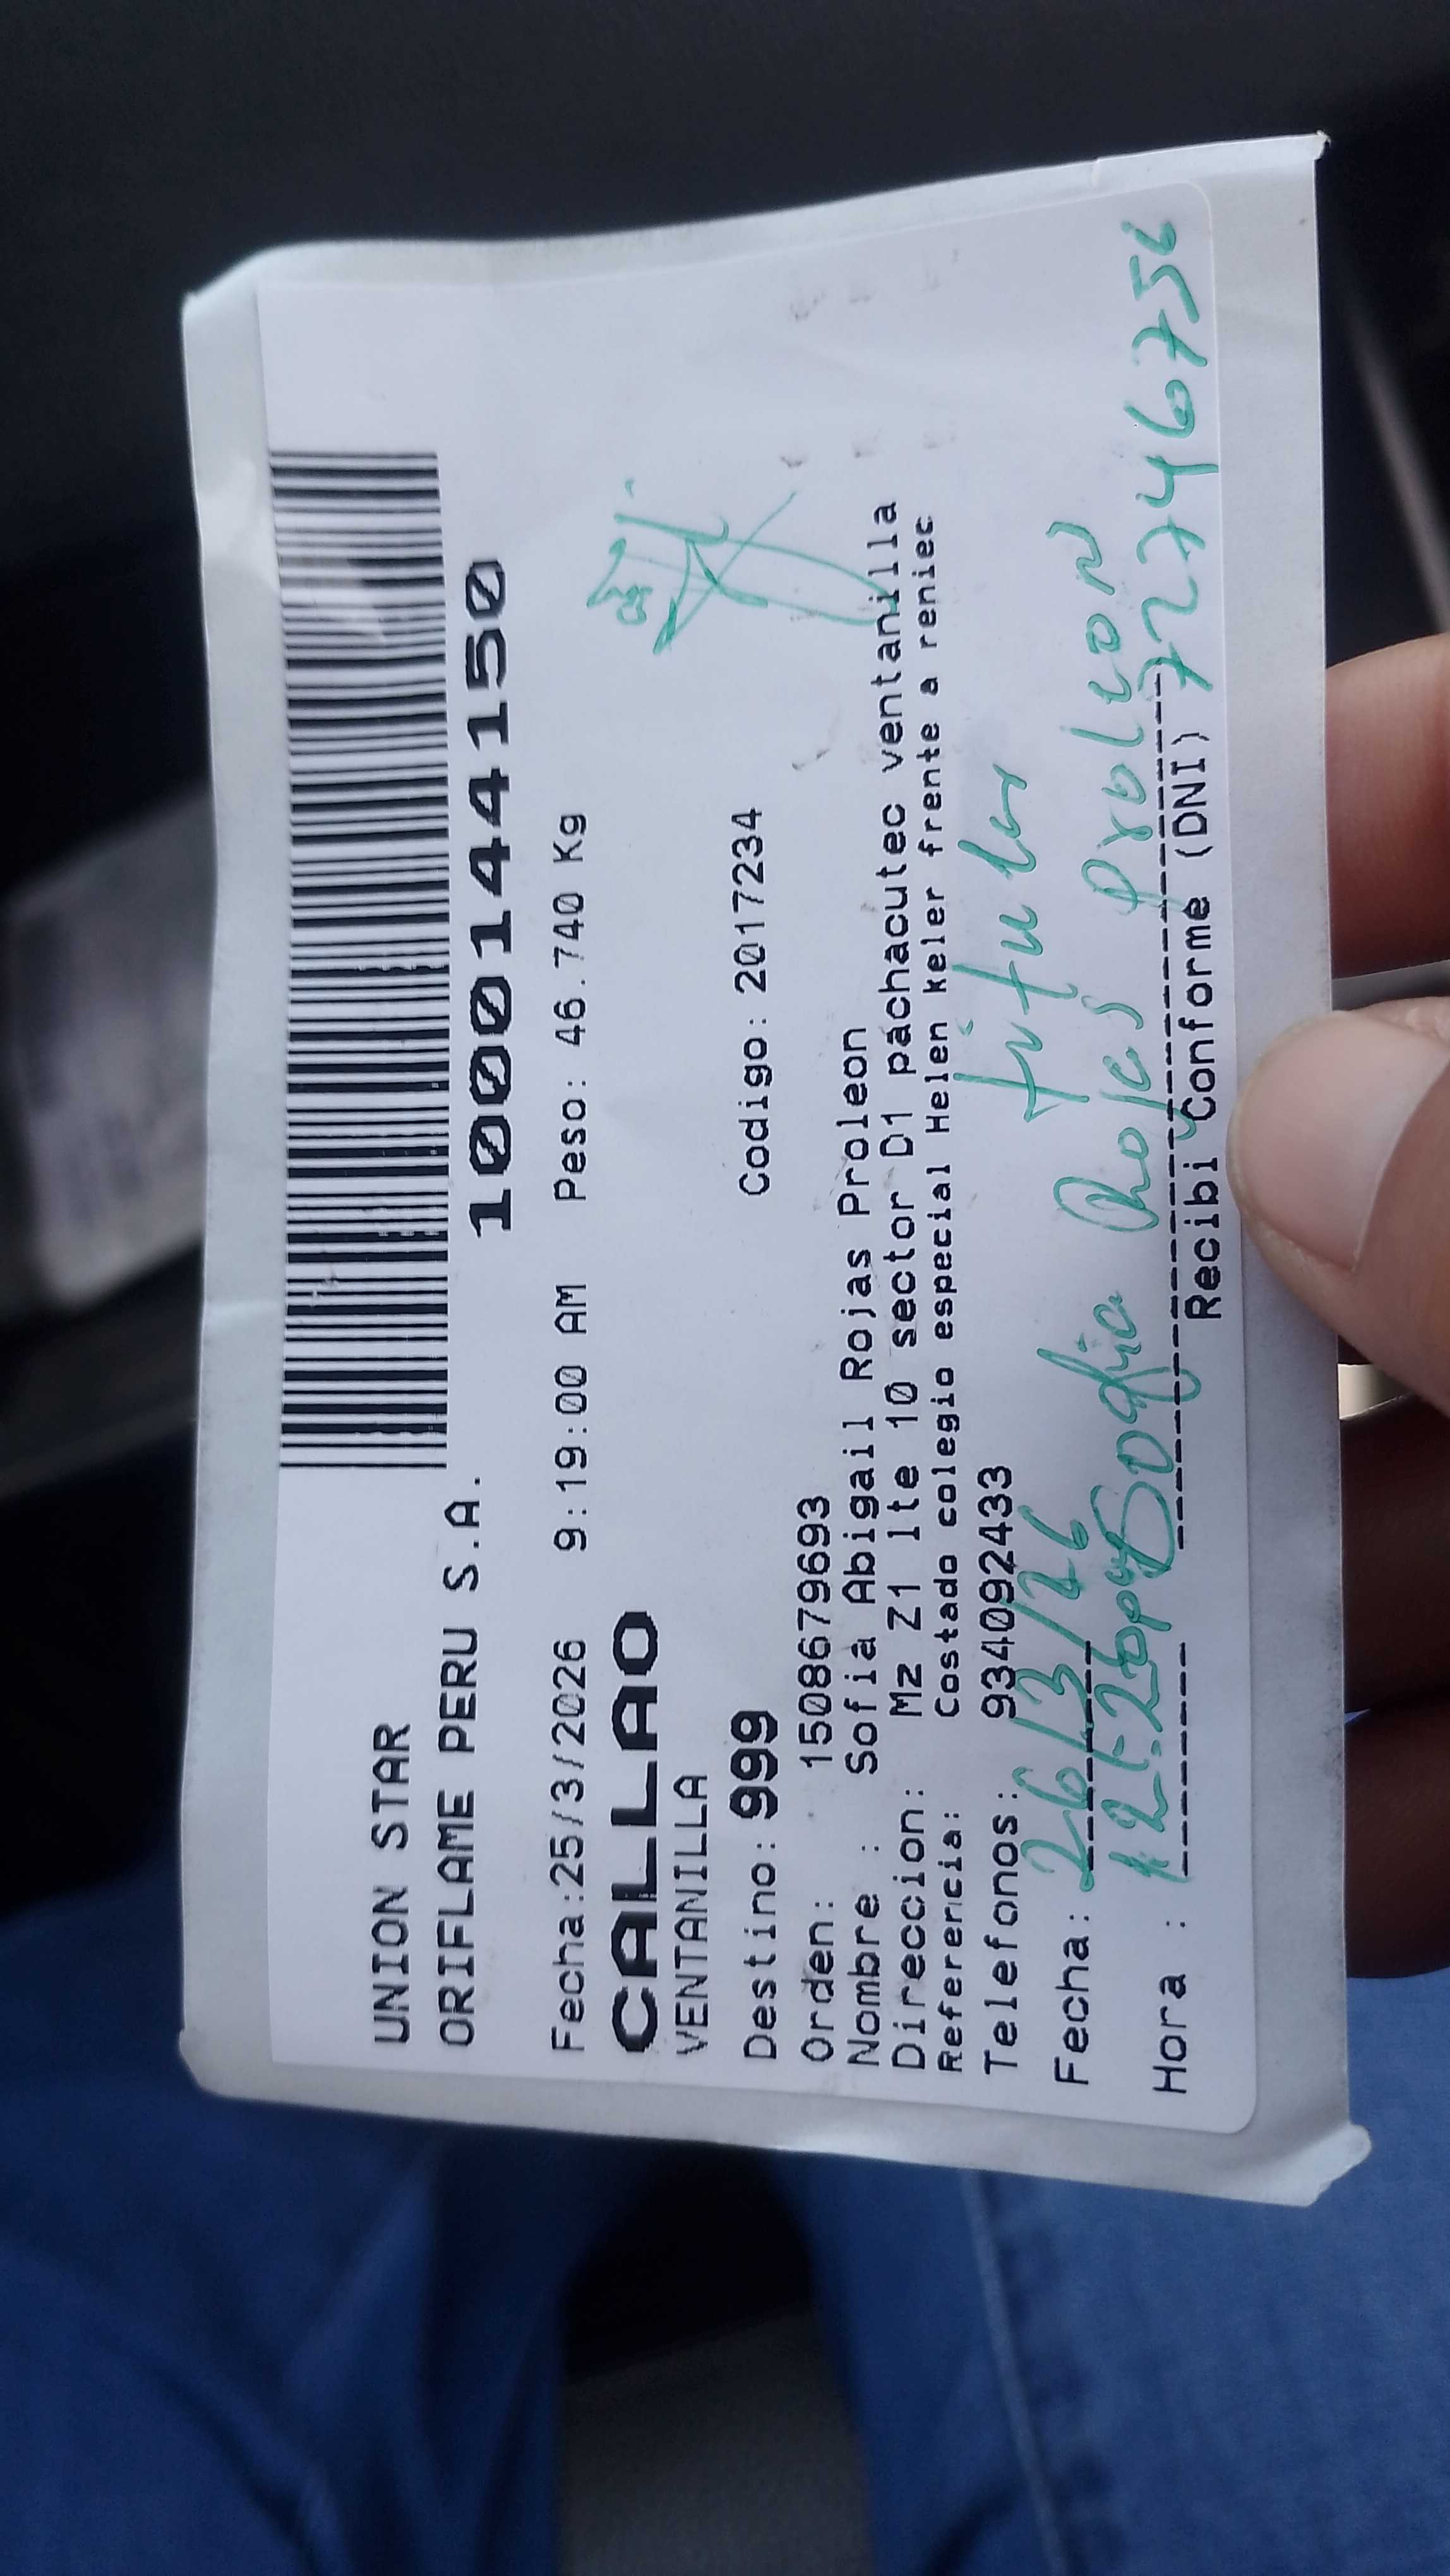 UNION STAR
ORIFLAME PERU S.A.
1000144150
Fecha:25/3/2026 9:19:00 AM Peso: 46.740 Kg
CALLAO
VENTANILLA
Destino: 999 Codigo: 2017234
Orden: 1508679693
Nombre : Sofia Abigail Rojas Proleon
Direccion: Mz Z1 lte 10 sector D1 pachacutec ventanilla
Referencia: Costado colegio especial Helen keler frente a reniec
Telefonos: 934092433
titular
Fecha: 26/3/26
Sofia Rojas Proleon
Hora : 12:26pm 72746756
Recibi Conforme (DNI)